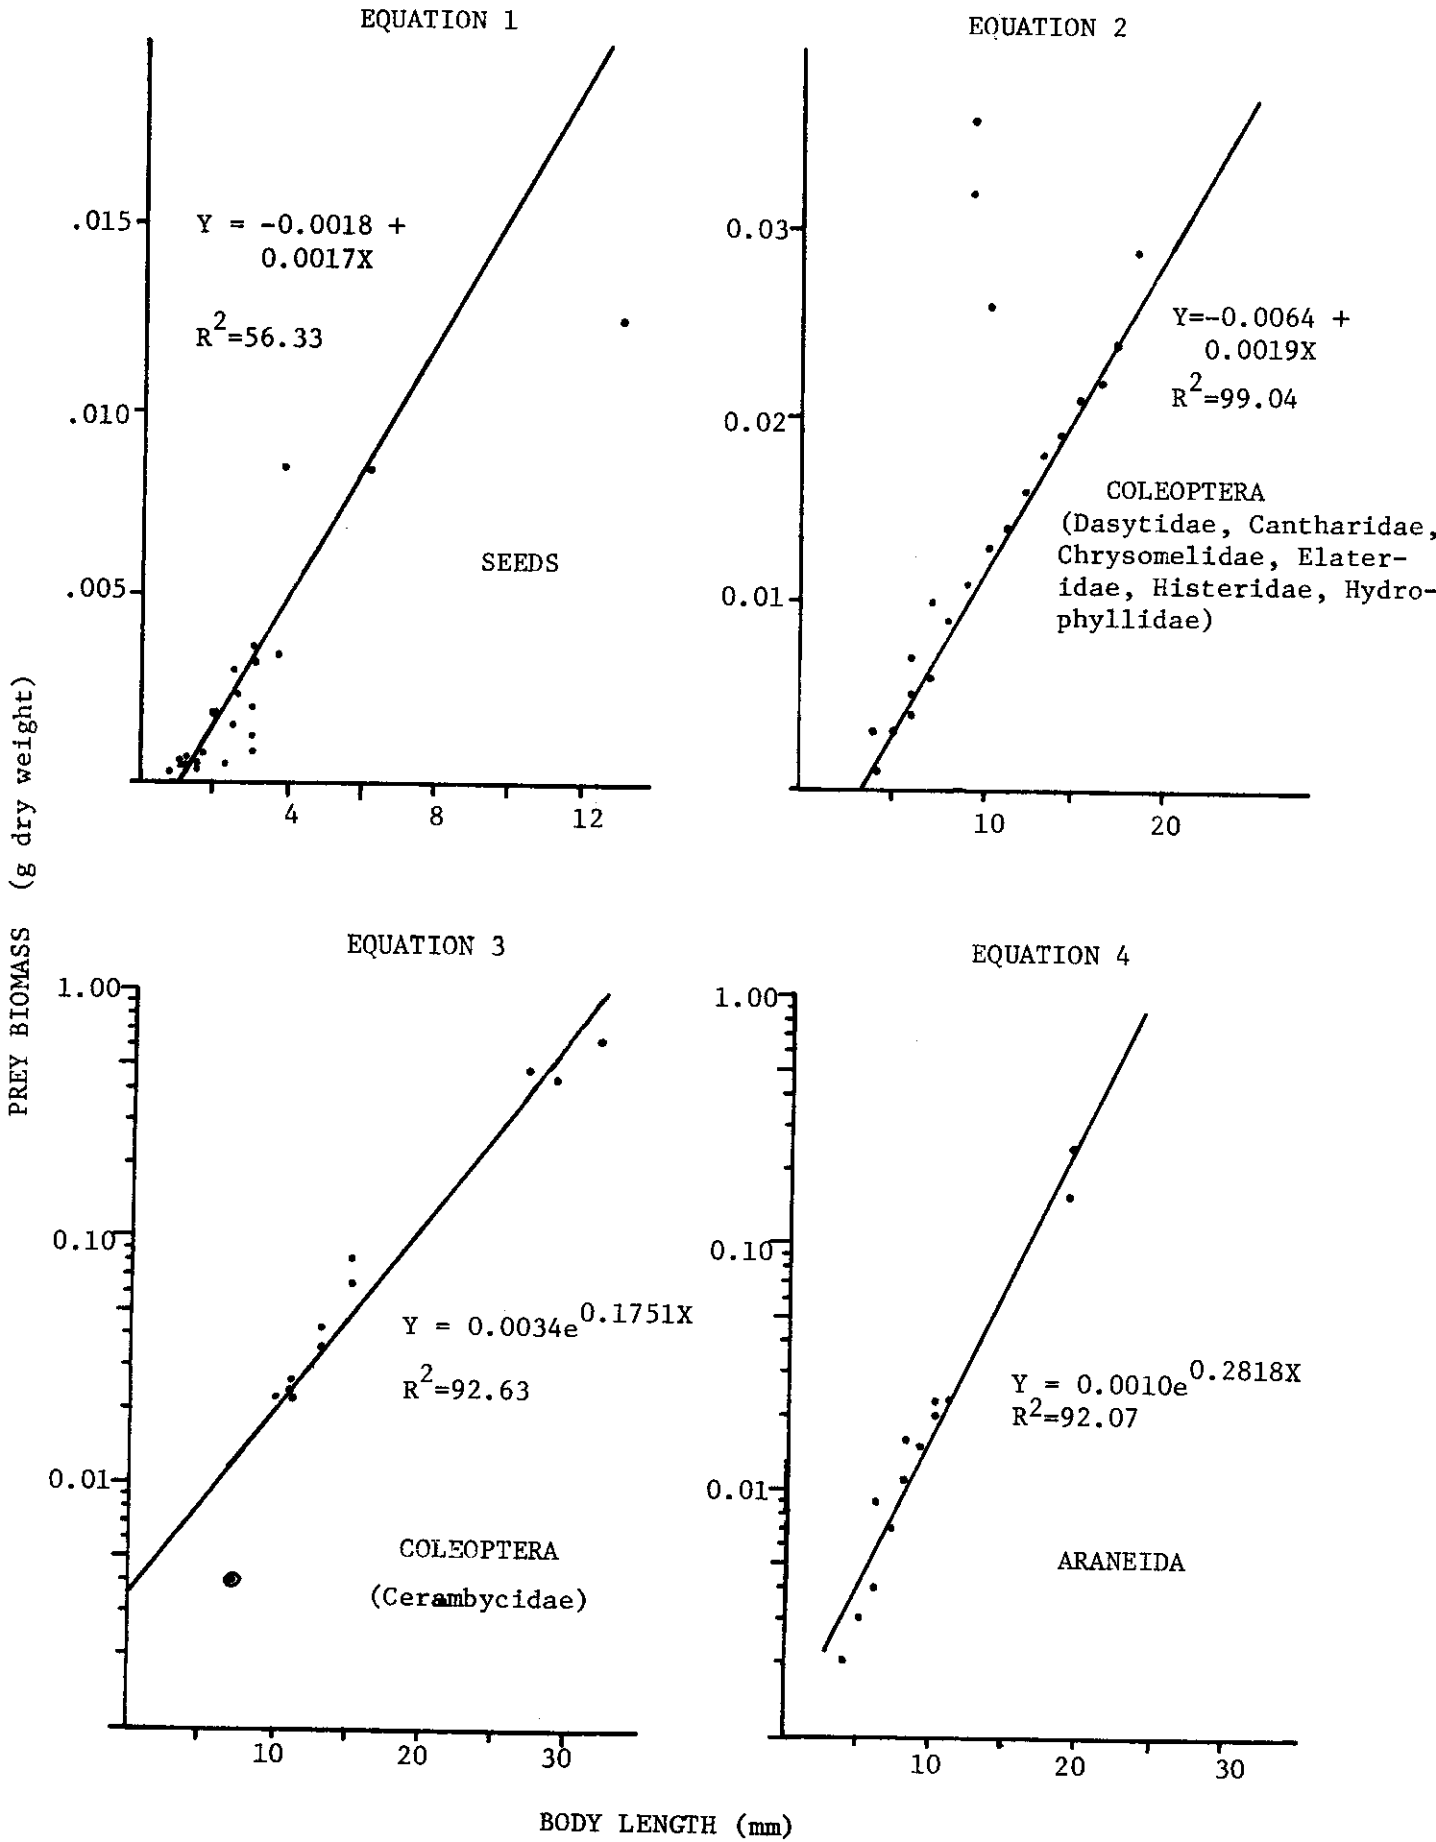 EQUATION 1
.015
.010
.005
Y = -0.0018 +
0.0017X
R2=56.33
SEEDS
4 8 12
EQUATION 2
0.03
0.02
0.01
Y=-0.0064 +
0.0019X
R2=99.04
COLEOPTERA
(Dasytidae, Cantharidae,
Chrysomelidae, Elater-
idae, Histeridae, Hydro-
phyllidae)
10 20
PREY BIOMASS (g dry weight)
EQUATION 3
1.00
0.10
0.01
Y = 0.0034e0.1751X
R2=92.63
COLEOPTERA
(Cerambycidae)
10 20 30
EQUATION 4
1.00
0.10
0.01
Y = 0.0010e0.2818X
R2=92.07
ARANEIDA
10 20 30
BODY LENGTH (mm)